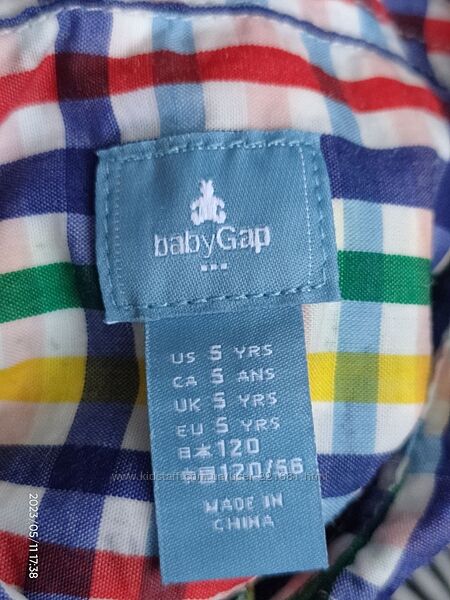 babyGap
US 5 YRS
CA 5 ANS
UK 5 YRS
EU 5 YRS
日本 120
中国 120/56
MADE IN
CHINA
2023/05/11 17:38